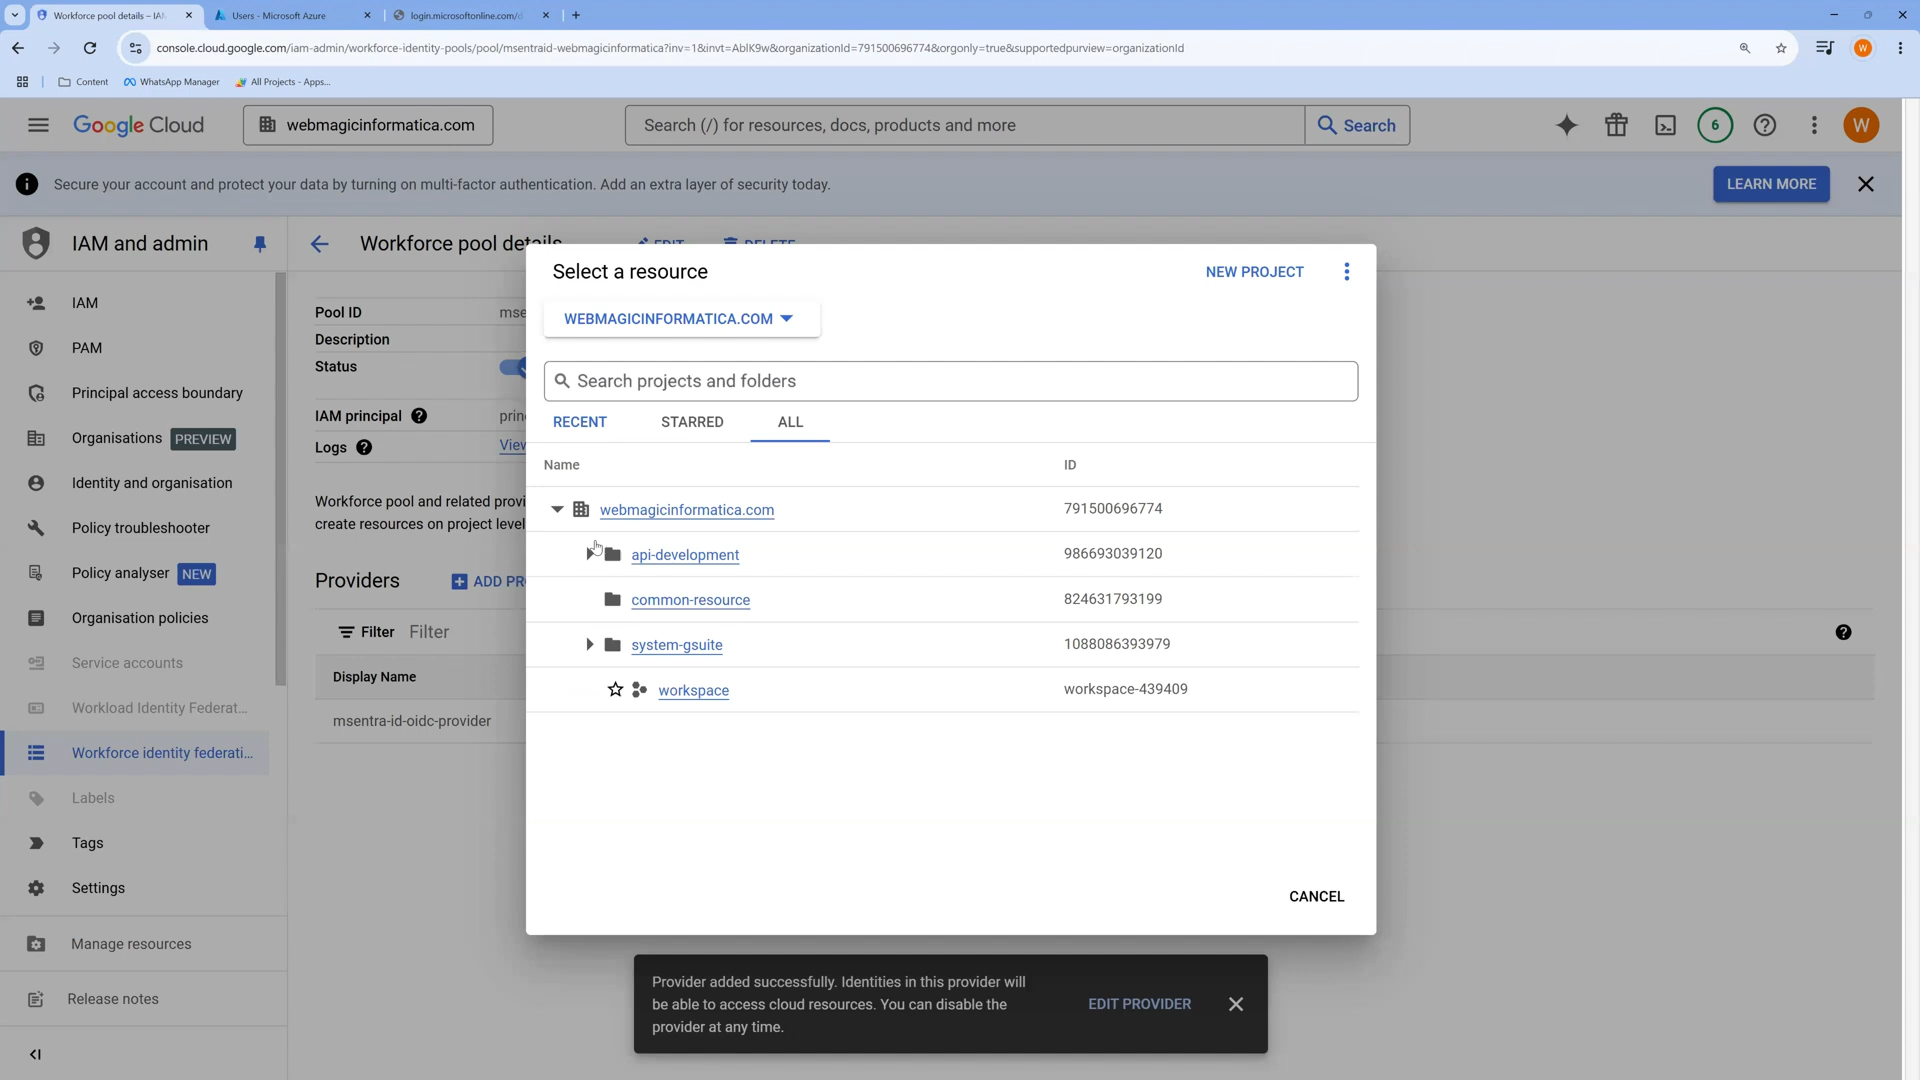 Workforce pool details – IA
Users - Microsoft Azure
login.microsoftonline.com/d
console.cloud.google.com/iam-admin/workforce-identity-pools/pool/msentraid-webmagicinformatica?inv=1&invt=AblK9w&organizationId=791500696774&orgonly=true&supportedpurview=organizationId
W
Content
WhatsApp Manager
All Projects - Apps...
Google Cloud
webmagicinformatica.com
Search (/) for resources, docs, products and more
Search
6
W
Secure your account and protect your data by turning on multi-factor authentication. Add an extra layer of security today.
LEARN MORE
IAM and admin
Workforce pool details
EDIT
DELETE
IAM
PAM
Principal access boundary
Organisations PREVIEW
Identity and organisation
Policy troubleshooter
Policy analyser NEW
Organisation policies
Service accounts
Workload Identity Federat...
Workforce identity federati...
Labels
Tags
Settings
Manage resources
Release notes
Pool ID
mse
Description
Status
IAM principal
prin
Logs
View
Workforce pool and related provi
create resources on project level
Providers
ADD PR
Filter Filter
Display Name
msentra-id-oidc-provider
Select a resource
NEW PROJECT
WEBMAGICINFORMATICA.COM
Search projects and folders
RECENT
STARRED
ALL
Name
ID
webmagicinformatica.com
791500696774
api-development
986693039120
common-resource
824631793199
system-gsuite
1088086393979
workspace
workspace-439409
CANCEL
Provider added successfully. Identities in this provider will
be able to access cloud resources. You can disable the
provider at any time.
EDIT PROVIDER